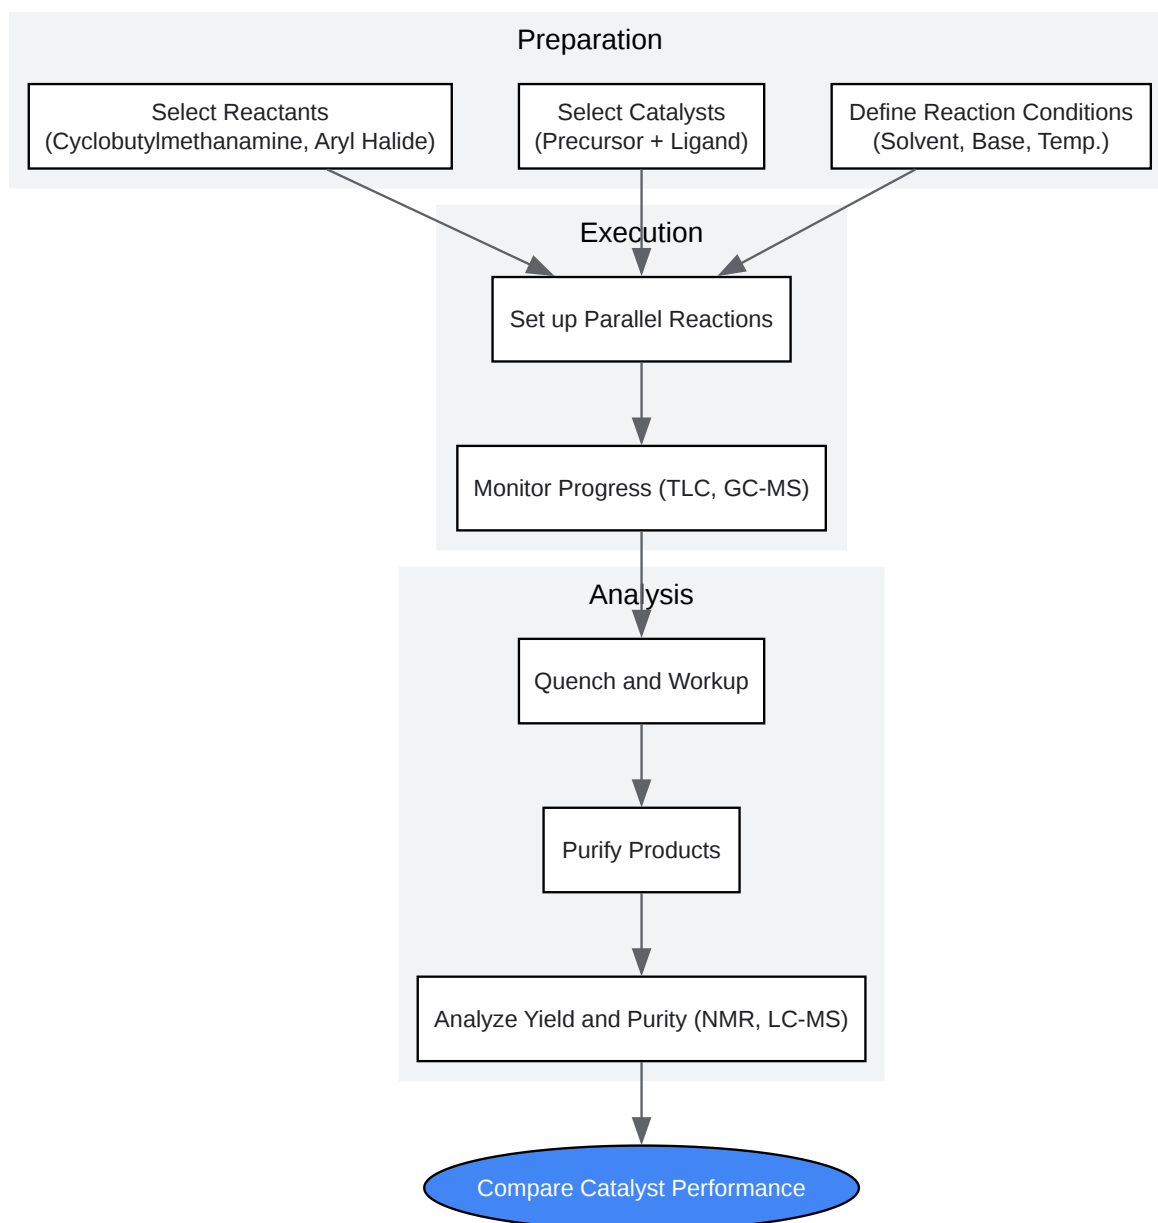 Preparation
Select Reactants
(Cyclobutylmethanamine, Aryl Halide)
Select Catalysts
(Precursor + Ligand)
Define Reaction Conditions
(Solvent, Base, Temp.)
Execution
Set up Parallel Reactions
Monitor Progress (TLC, GC-MS)
Analysis
Quench and Workup
Purify Products
Analyze Yield and Purity (NMR, LC-MS)
Compare Catalyst Performance